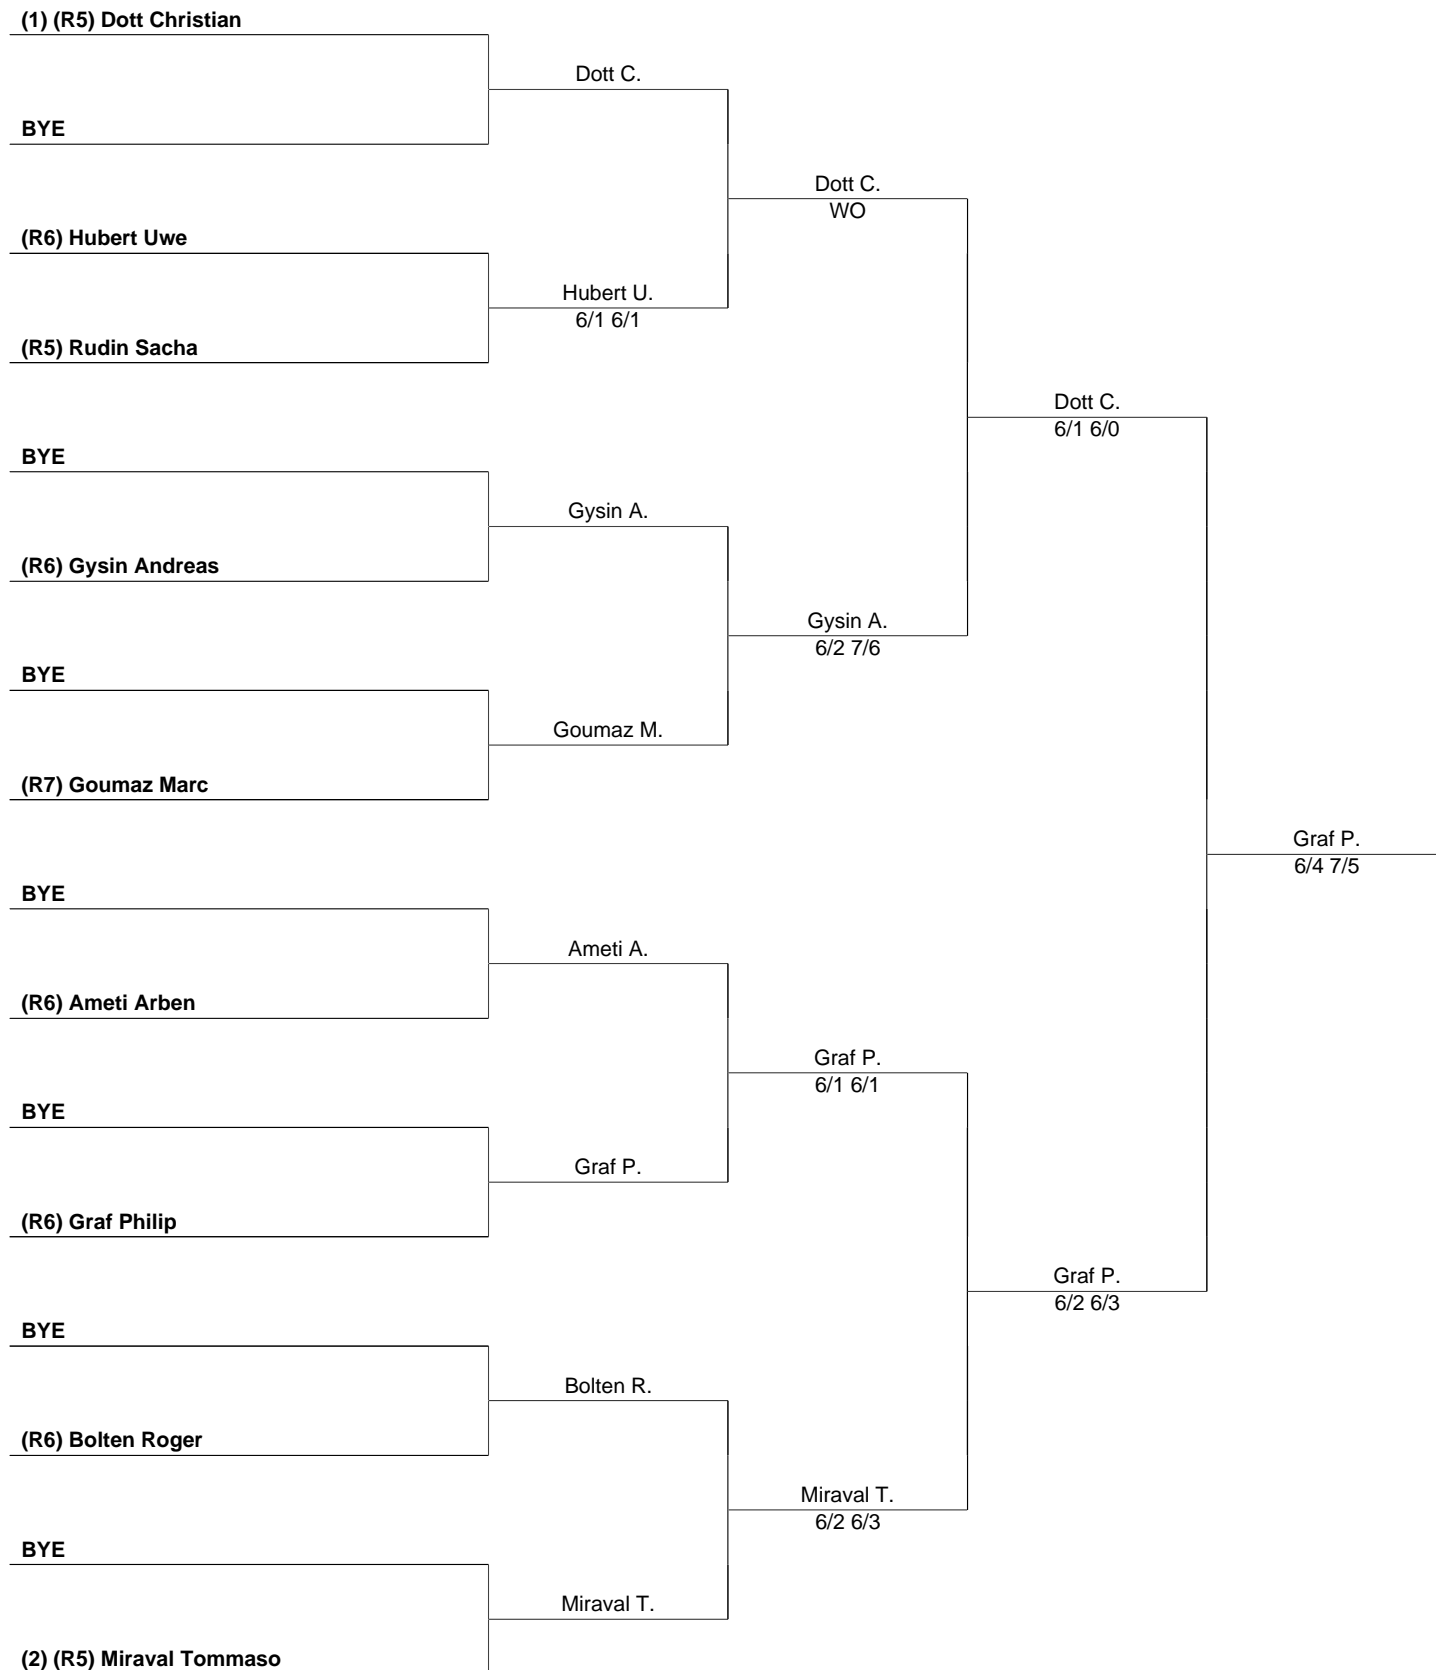 (1) (R5) Dott Christian
Dott C.
BYE
Dott C.
WO
(R6) Hubert Uwe
Hubert U.
6/1 6/1
(R5) Rudin Sacha
Dott C.
6/1 6/0
BYE
Gysin A.
(R6) Gysin Andreas
Gysin A.
6/2 7/6
BYE
Goumaz M.
(R7) Goumaz Marc
Graf P.
6/4 7/5
BYE
Ameti A.
(R6) Ameti Arben
Graf P.
6/1 6/1
BYE
Graf P.
(R6) Graf Philip
Graf P.
6/2 6/3
BYE
Bolten R.
(R6) Bolten Roger
Miraval T.
6/2 6/3
BYE
Miraval T.
(2) (R5) Miraval Tommaso